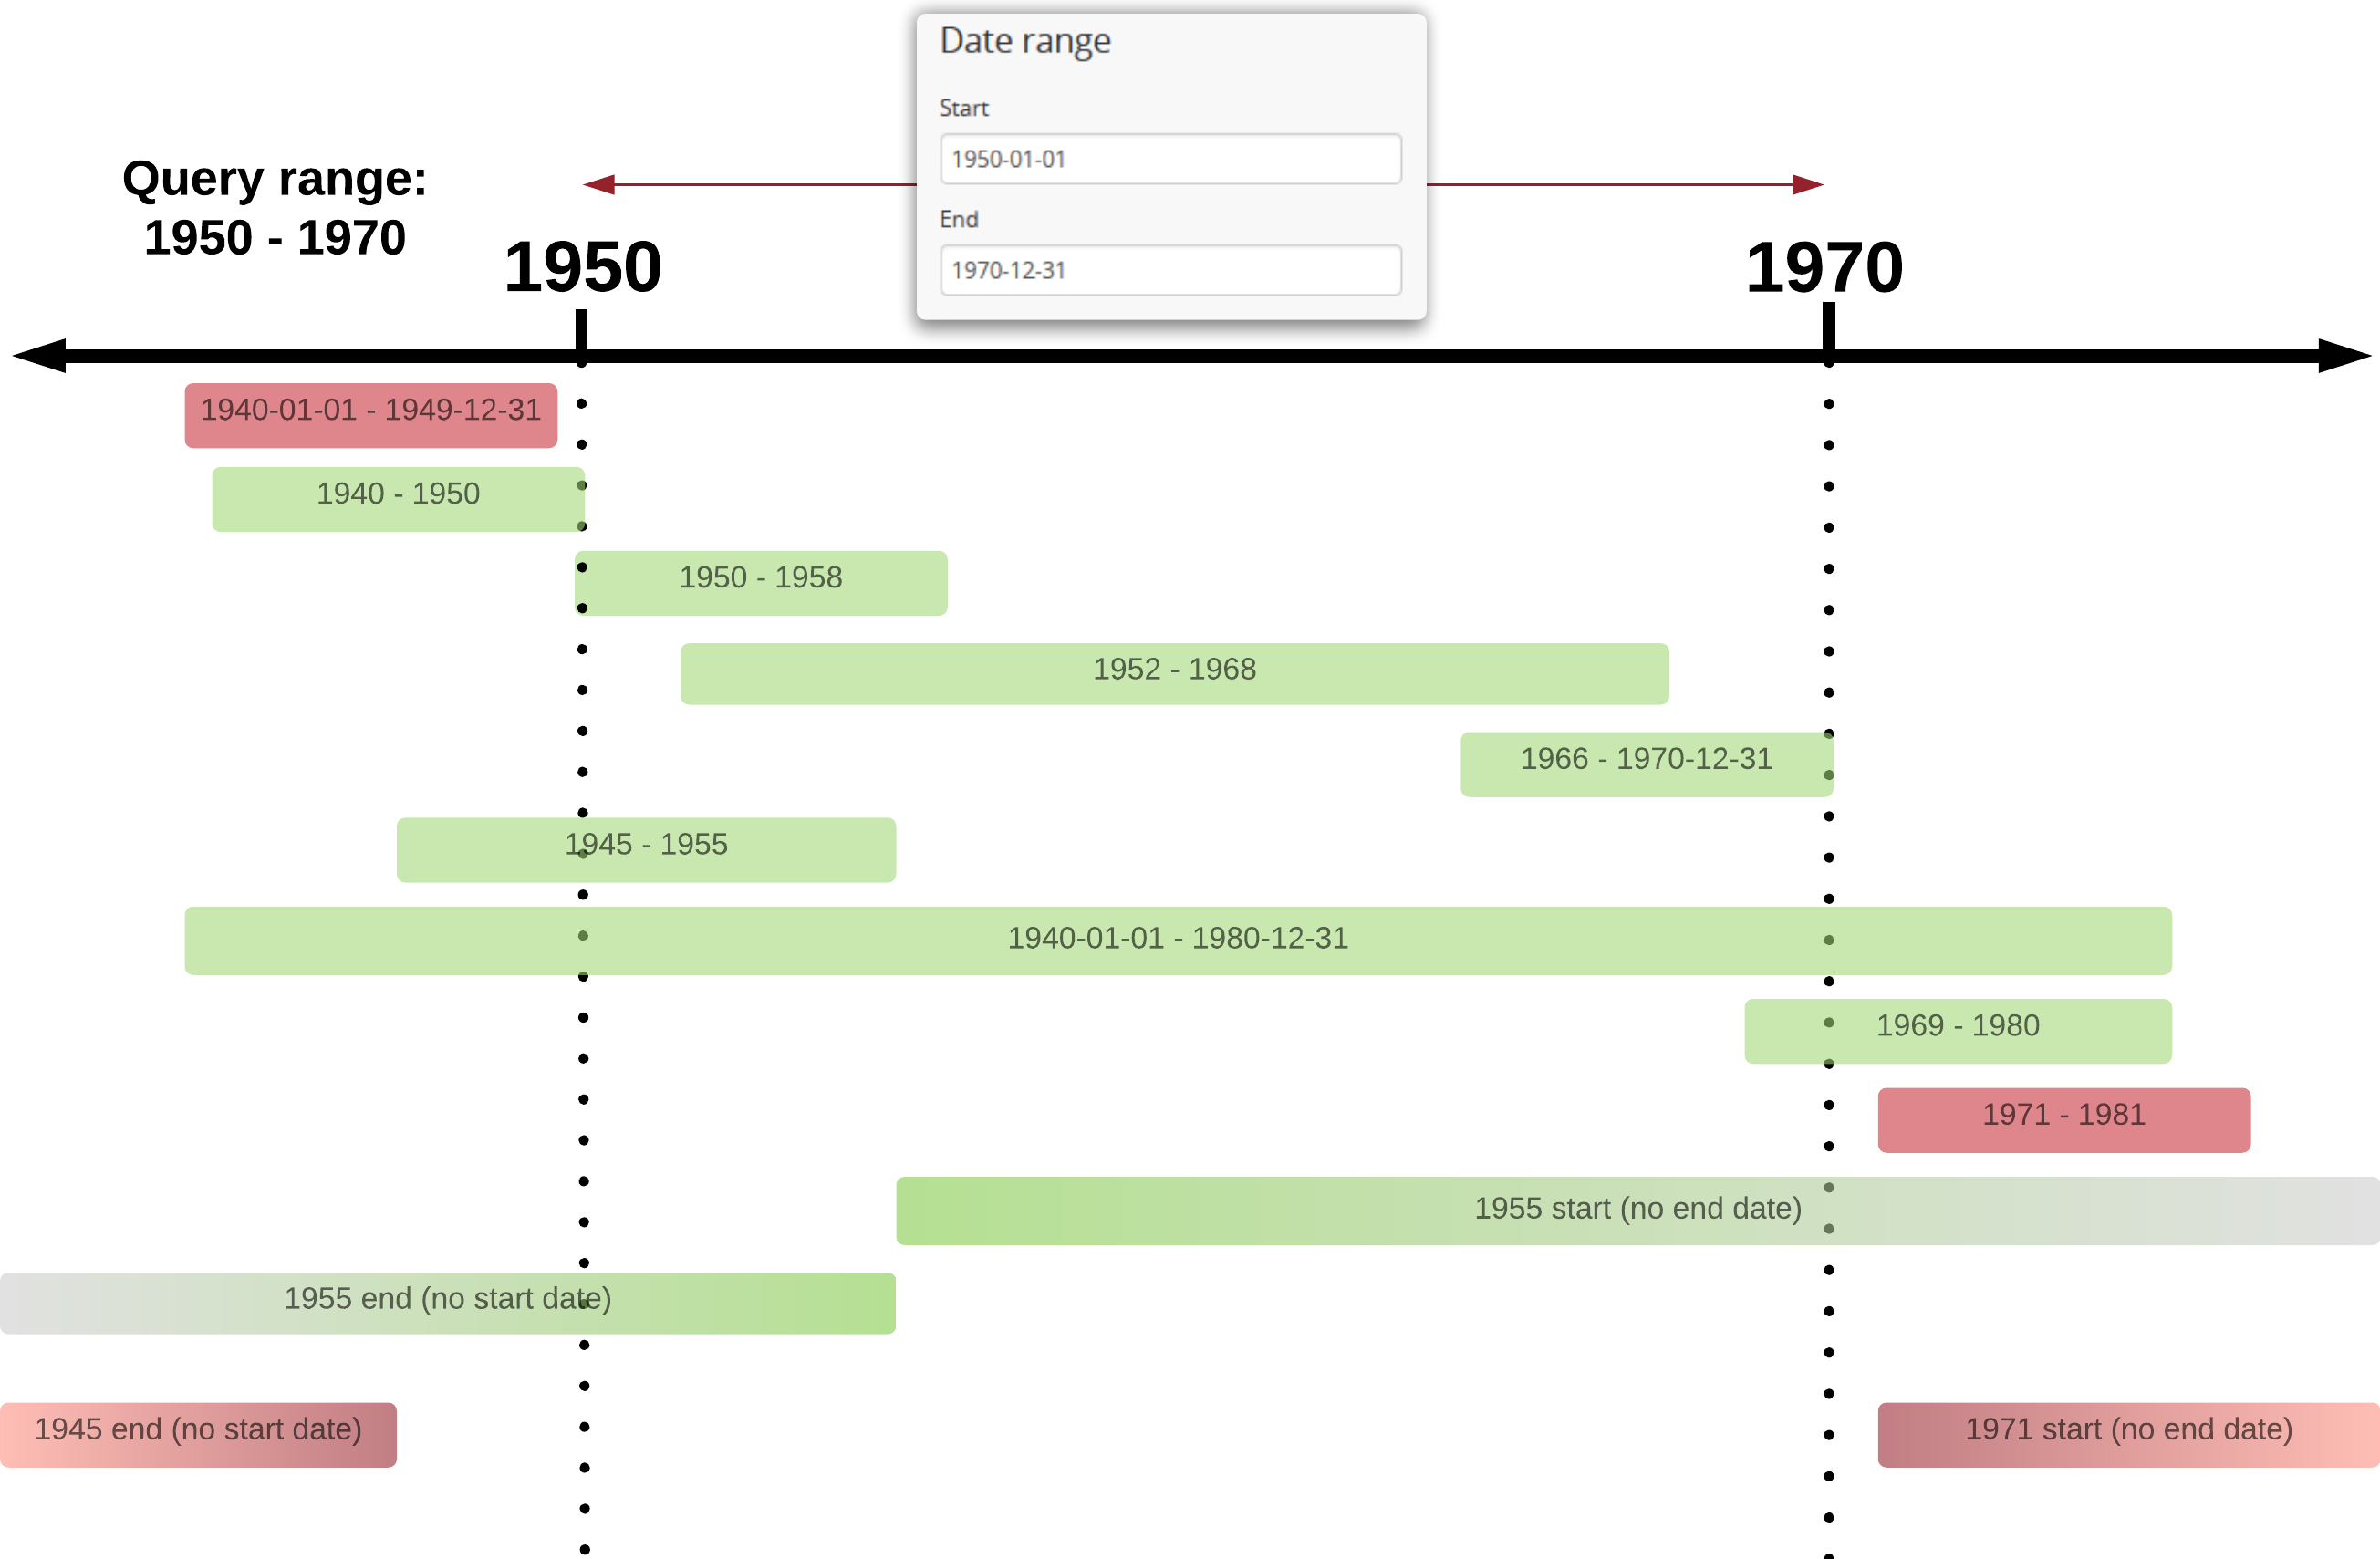 Date range
Start
1950-01-01
End
1970-12-31
Query range:
1950 - 1970
1950
1970
1940-01-01 - 1949-12-31
1940 - 1950
1950 - 1958
1952 - 1968
1966 - 1970-12-31
1945 - 1955
1940-01-01 - 1980-12-31
1969 - 1980
1971 - 1981
1955 start (no end date)
1955 end (no start date)
1945 end (no start date)
1971 start (no end date)